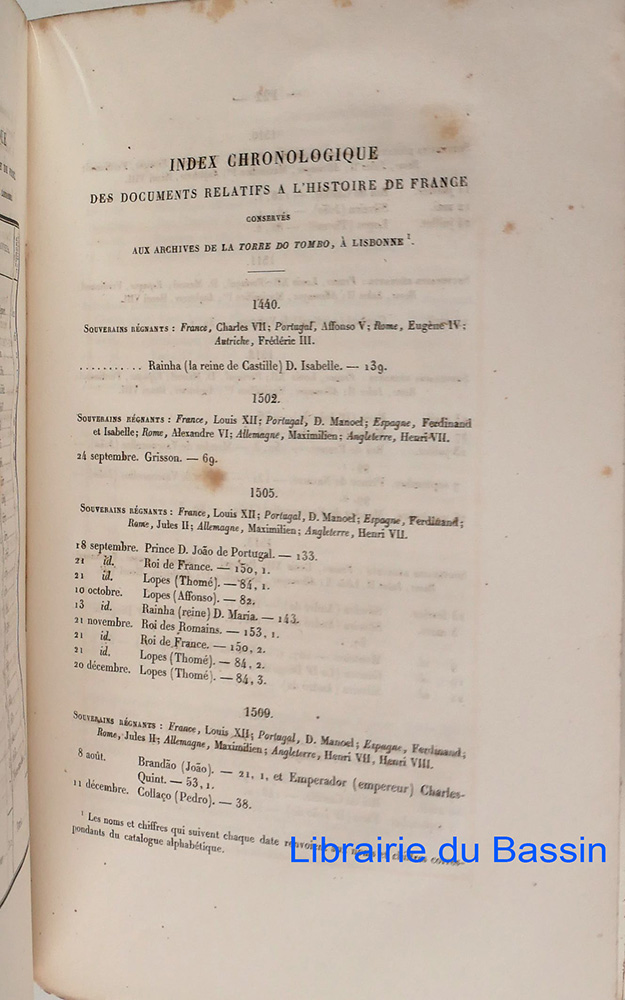 INDEX CHRONOLOGIQUE
DES DOCUMENTS RELATIFS A L'HISTOIRE DE FRANCE
CONSERVÉS
AUX ARCHIVES DE LA TORRE DO TOMBO, À LISBONNE 1.
1440.
SOUVERAINS RÉGNANTS : France, Charles VII; Portugal, Affonso V; Rome, Eugène IV;
Autriche, Frédéric III.
. . . . . . . . . . . Rainha (la reine de Castille) D. Isabelle. — 139.
1502.
SOUVERAINS RÉGNANTS : France, Louis XII; Portugal, D. Manoel; Espagne, Ferdinand
et Isabelle; Rome, Alexandre VI; Allemagne, Maximilien; Angleterre, Henri VII.
24 septembre. Grisson. — 69.
1505.
SOUVERAINS RÉGNANTS : France, Louis XII; Portugal, D. Manoel; Espagne, Ferdinand;
Rome, Jules II; Allemagne, Maximilien; Angleterre, Henri VII.
18 septembre. Prince D. João de Portugal. — 133.
21 id. Roi de France. — 150, 1.
21 id. Lopes (Thomé). — 84, 1.
10 octobre. Lopes (Affonso). — 82.
13 id. Rainha (reine) D. Maria. — 143.
21 novembre. Roi des Romains. — 153, 1.
21 id. Roi de France. — 150, 2.
21 id. Lopes (Thomé). — 84, 2.
20 décembre. Lopes (Thomé). — 84, 3.
1509.
SOUVERAINS RÉGNANTS : France, Louis XII; Portugal, D. Manoel; Espagne, Ferdinand;
Rome, Jules II; Allemagne, Maximilien; Angleterre, Henri VII, Henri VIII.
8 août. Brandão (João). — 21, 1, et Emperador (empereur) Charles-
Quint. — 53, 1.
11 décembre. Collaço (Pedro). — 38.
1 Les noms et chiffres qui suivent chaque date renvoient aux noms et chiffres corres-
pondants du catalogue alphabétique.
Librairie du Bassin